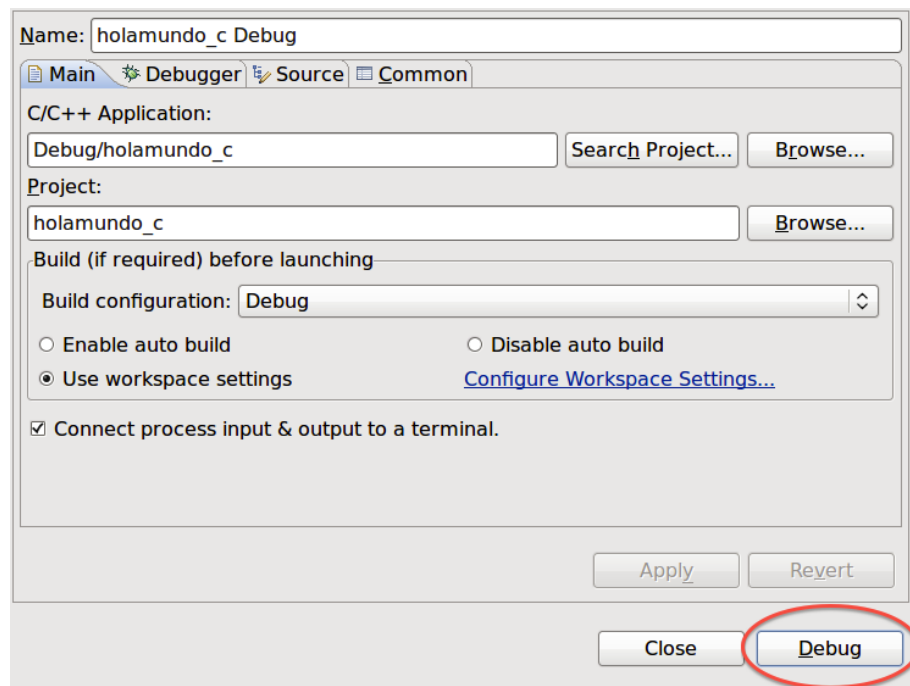 Name: holamundo_c Debug
Main Debugger Source Common
C/C++ Application:
Debug/holamundo_c Search Project... Browse...
Project:
holamundo_c Browse...
Build (if required) before launching
Build configuration: Debug
Enable auto build Disable auto build
Use workspace settings Configure Workspace Settings...
Connect process input & output to a terminal.
Apply Revert
Close Debug